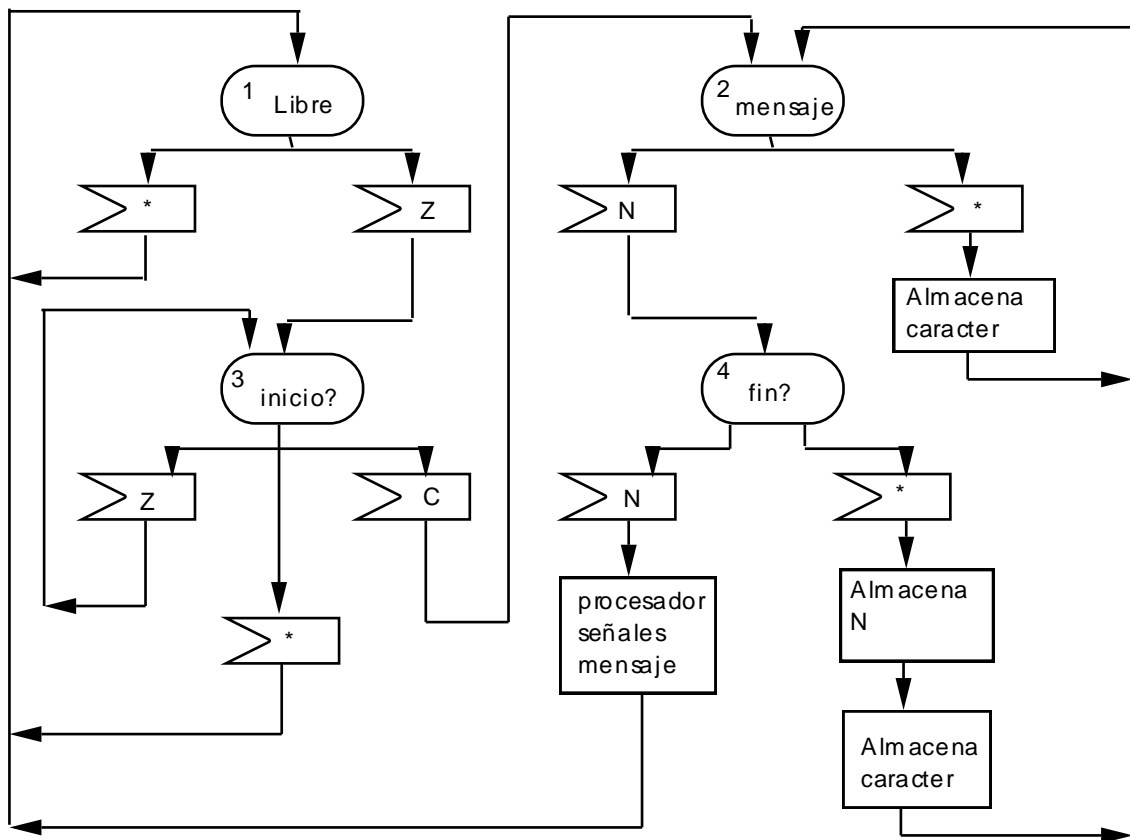 1
Libre
2
mensaje
*
Z
N
*
Almacena
caracter
3
inicio?
4
fin?
Z
C
N
*
*
procesador
señales
mensaje
Almacena
N
Almacena
caracter